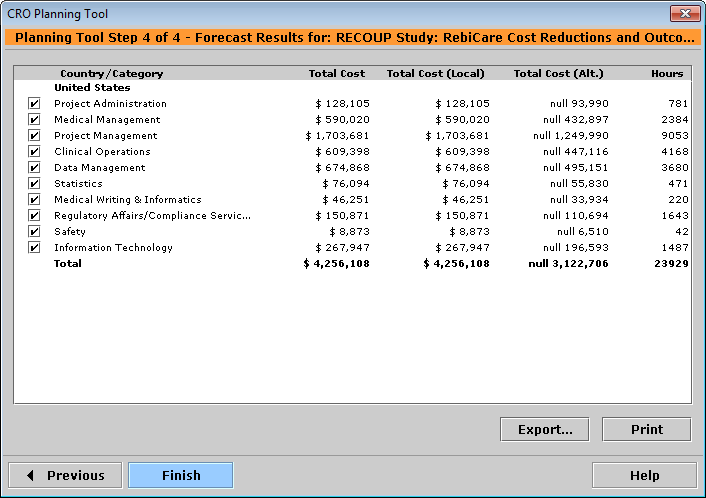 CRO Planning Tool
Planning Tool Step 4 of 4 - Forecast Results for: RECOUP Study: RebiCare Cost Reductions and Outco...
Country/Category Total Cost Total Cost (Local) Total Cost (Alt.) Hours
United States
Project Administration $ 128,105 $ 128,105 null 93,990 781
Medical Management $ 590,020 $ 590,020 null 432,897 2384
Project Management $ 1,703,681 $ 1,703,681 null 1,249,990 9053
Clinical Operations $ 609,398 $ 609,398 null 447,116 4168
Data Management $ 674,868 $ 674,868 null 495,151 3680
Statistics $ 76,094 $ 76,094 null 55,830 471
Medical Writing & Informatics $ 46,251 $ 46,251 null 33,934 220
Regulatory Affairs/Compliance Servic... $ 150,871 $ 150,871 null 110,694 1643
Safety $ 8,873 $ 8,873 null 6,510 42
Information Technology $ 267,947 $ 267,947 null 196,593 1487
Total $ 4,256,108 $ 4,256,108 null 3,122,706 23929
Export... Print
Previous Finish Help